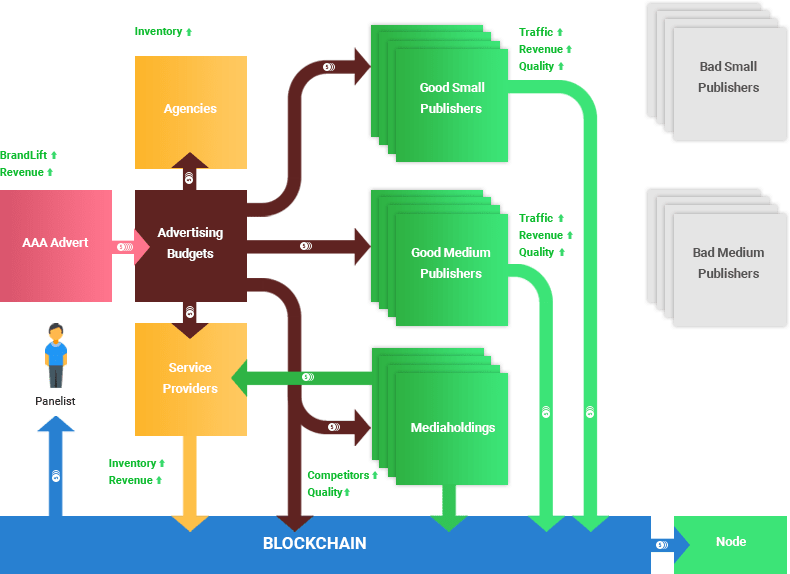 Inventory
Traffic
Revenue
Quality
Good Small
Publishers
Bad Small
Publishers
Agencies
BrandLift
Revenue
AAA Advert
Advertising
Budgets
Good Medium
Publishers
Traffic
Revenue
Quality
Bad Medium
Publishers
Service
Providers
Panelist
Mediaholdings
Inventory
Revenue
Competitors
Quality
BLOCKCHAIN
Node